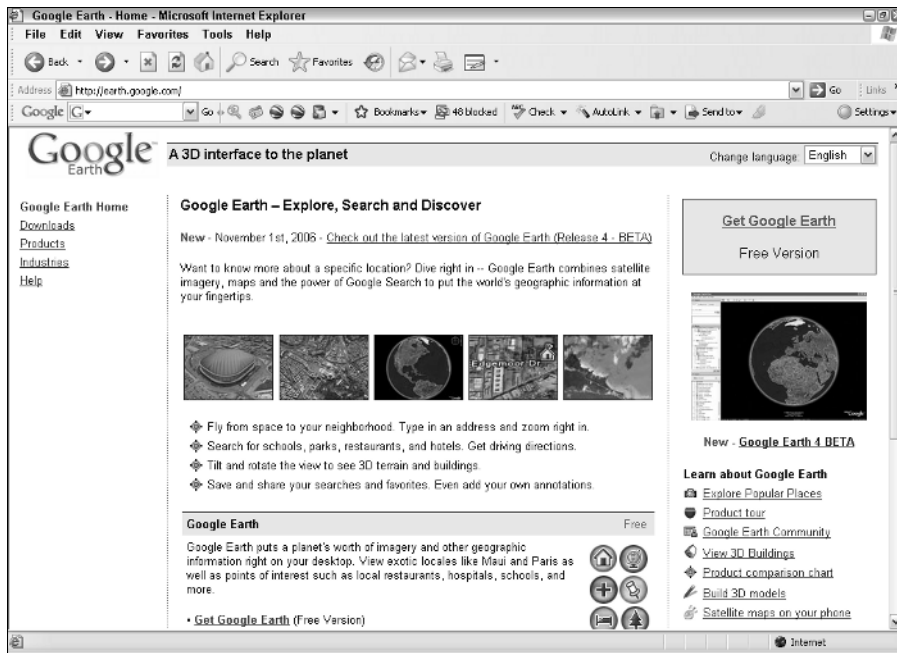 Google Earth - Home - Microsoft Internet Explorer
File Edit View Favorites Tools Help
Back Search Favorites
Address http://earth.google.com/ Go Links
Google G Go Bookmarks 48 blocked Check AutoLink Send to Settings
Google Earth
A 3D interface to the planet
Change language: English
Google Earth Home
Downloads
Products
Industries
Help
Google Earth – Explore, Search and Discover
New - November 1st, 2006 - Check out the latest version of Google Earth (Release 4 - BETA)
Want to know more about a specific location? Dive right in -- Google Earth combines satellite
imagery, maps and the power of Google Search to put the world's geographic information at
your fingertips.
Edgemoor Dr
Fly from space to your neighborhood. Type in an address and zoom right in.
Search for schools, parks, restaurants, and hotels. Get driving directions.
Tilt and rotate the view to see 3D terrain and buildings.
Save and share your searches and favorites. Even add your own annotations.
Google Earth Free
Google Earth puts a planet's worth of imagery and other geographic
information right on your desktop. View exotic locales like Maui and Paris as
well as points of interest such as local restaurants, hospitals, schools, and
more.
• Get Google Earth (Free Version)
Get Google Earth
Free Version
New - Google Earth 4 BETA
Learn about Google Earth
Explore Popular Places
Product tour
Google Earth Community
View 3D Buildings
Product comparison chart
Build 3D models
Satellite maps on your phone
Internet